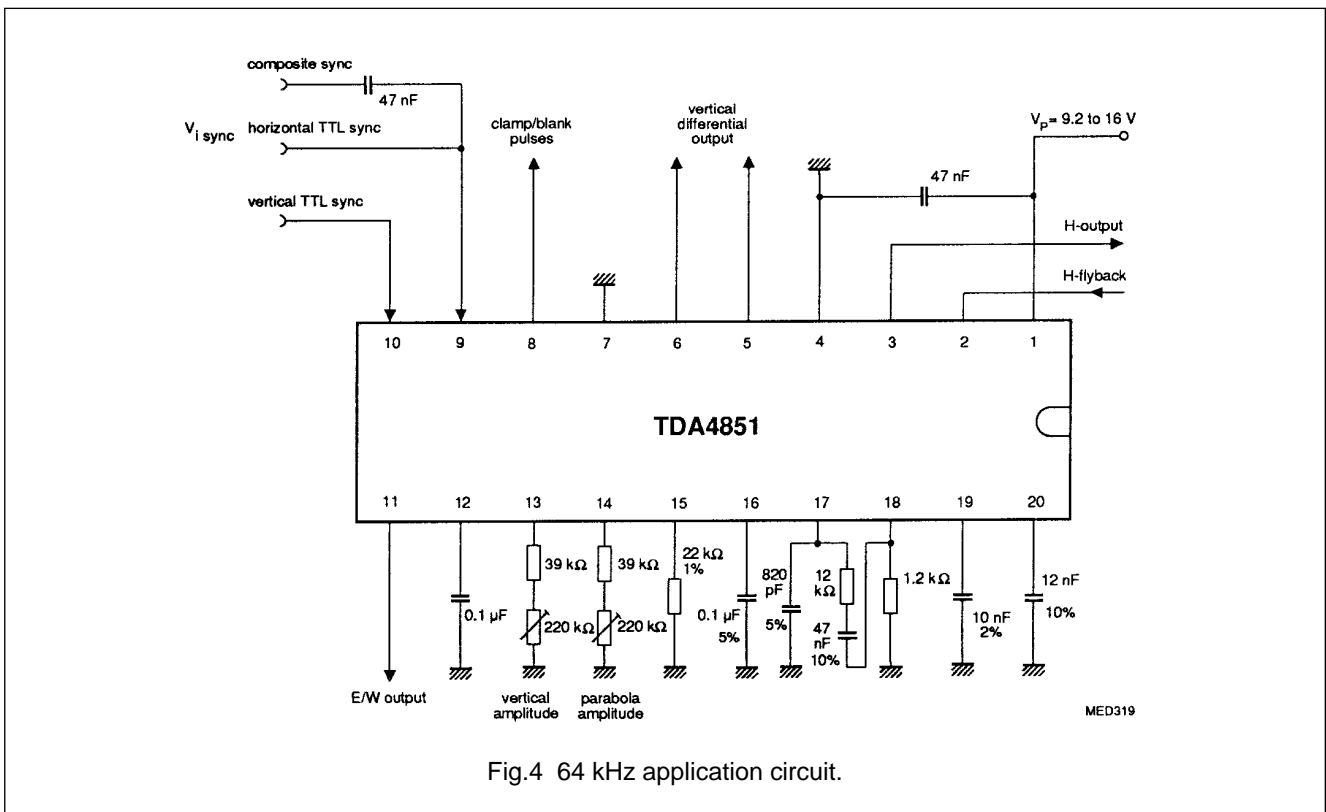 composite sync
47 nF
V i sync
horizontal TTL sync
vertical TTL sync
clamp/blank
pulses
vertical
differential
output
VP= 9.2 to 16 V
47 nF
H-output
H-flyback
10 9 8 7 6 5 4 3 2 1
TDA4851
11 12 13 14 15 16 17 18 19 20
0.1 µF
39 kΩ
220 kΩ
39 kΩ
220 kΩ
22 kΩ
1%
0.1 µF
5%
820
pF
5%
12
kΩ
47
nF
10%
1.2 kΩ
10 nF
2%
12 nF
10%
E/W output
vertical
amplitude
parabola
amplitude
MED319
Fig.4 64 kHz application circuit.